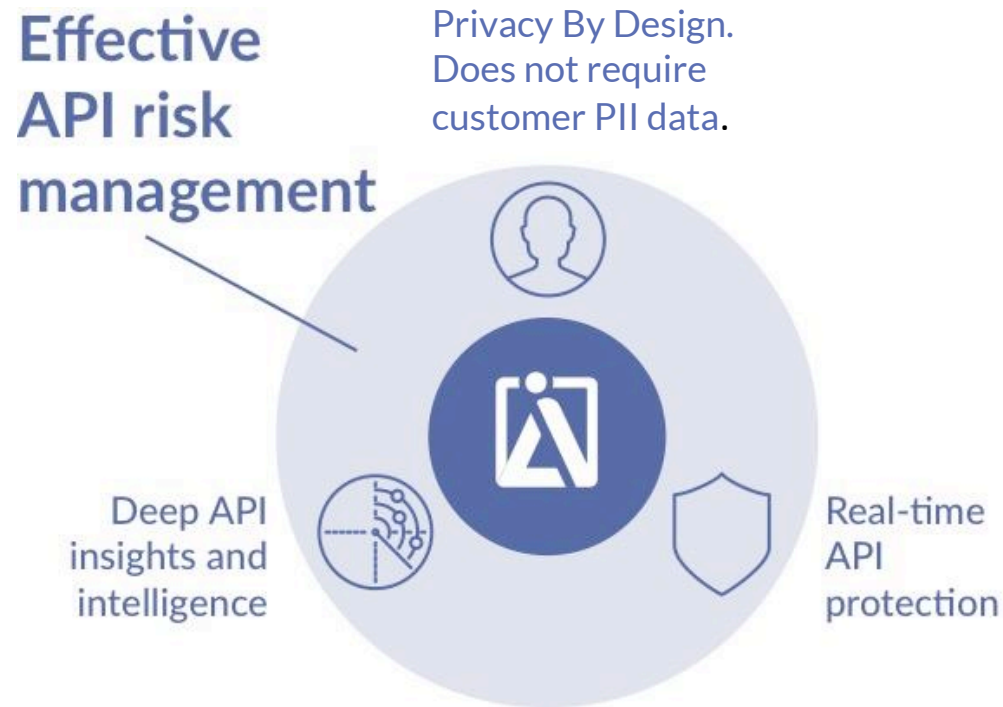 Effective
API risk
management
Privacy By Design.
Does not require
customer PII data.
Deep API
insights and
intelligence
Real-time
API
protection